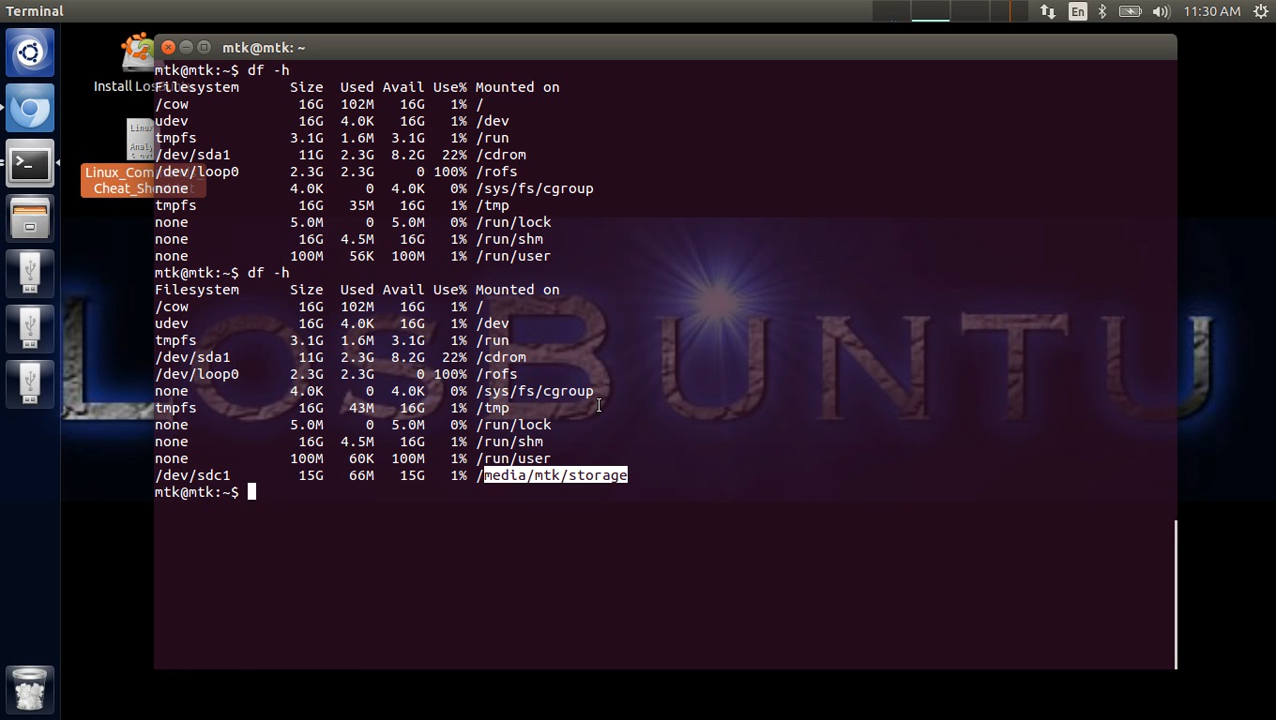 Terminal
En
11:30 AM
mtk@mtk: ~
Install Los
Linux_Com
Cheat_She
mtk@mtk:~$ df -h
Filesystem Size Used Avail Use% Mounted on
/cow 16G 102M 16G 1% /
udev 16G 4.0K 16G 1% /dev
tmpfs 3.1G 1.6M 3.1G 1% /run
/dev/sda1 11G 2.3G 8.2G 22% /cdrom
/dev/loop0 2.3G 2.3G 0 100% /rofs
none 4.0K 0 4.0K 0% /sys/fs/cgroup
tmpfs 16G 35M 16G 1% /tmp
none 5.0M 0 5.0M 0% /run/lock
none 16G 4.5M 16G 1% /run/shm
none 100M 56K 100M 1% /run/user
mtk@mtk:~$ df -h
Filesystem Size Used Avail Use% Mounted on
/cow 16G 102M 16G 1% /
udev 16G 4.0K 16G 1% /dev
tmpfs 3.1G 1.6M 3.1G 1% /run
/dev/sda1 11G 2.3G 8.2G 22% /cdrom
/dev/loop0 2.3G 2.3G 0 100% /rofs
none 4.0K 0 4.0K 0% /sys/fs/cgroup
tmpfs 16G 43M 16G 1% /tmp
none 5.0M 0 5.0M 0% /run/lock
none 16G 4.5M 16G 1% /run/shm
none 100M 60K 100M 1% /run/user
/dev/sdc1 15G 66M 15G 1% /media/mtk/storage
mtk@mtk:~$
LOSBUNTU